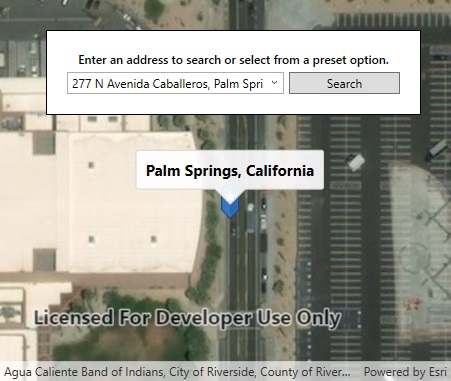 Enter an address to search or select from a preset option.
277 N Avenida Caballeros, Palm Spri
Search
Palm Springs, California
Licensed For Developer Use Only
Agua Caliente Band of Indians, City of Riverside, County of River... Powered by Esri